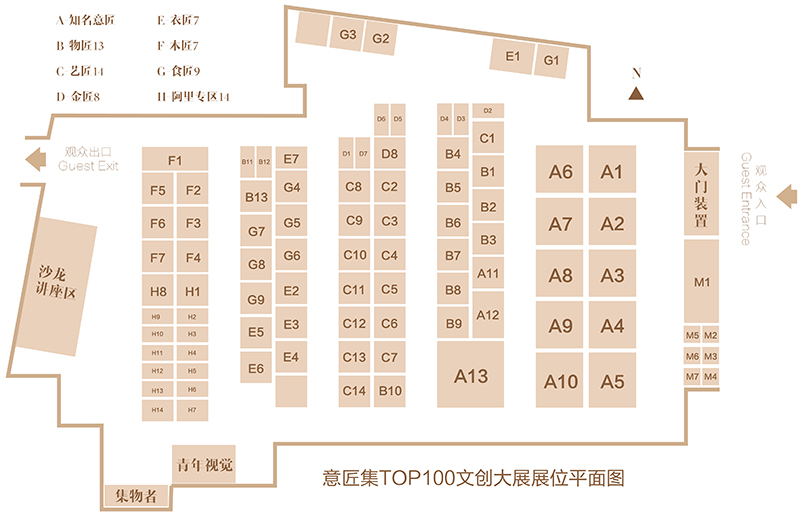 A 知名意匠
E 衣匠7
B 物匠13
F 木匠7
C 艺匠14
G 食匠9
D 金匠8
H 阿甲专区14
G3
G2
E1
G1
N
观众出口
Guest Exit
观众入口
Guest Entrance
大门装置
M1
M5 M2
M6 M3
M7 M4
沙龙
讲座区
F1
F5 F2
F6 F3
F7 F4
H8 H1
H9 H2
H10 H3
H11 H4
H12 H5
H13 H6
H14 H7
B11 B12
B13
G7
G8
G9
E5
E6
E7
G4
G5
G6
E2
E3
E4
D6 D5
D1 D7 D8
C8 C2
C9 C3
C10 C4
C11 C5
C12 C6
C13 C7
C14 B10
D4 D3
B4
B5
B6
B7
B8
B9
D2
C1
B1
B2
B3
A11
A12
A13
A6 A1
A7 A2
A8 A3
A9 A4
A10 A5
青年视觉
集物者
意匠集TOP100文创大展展位平面图